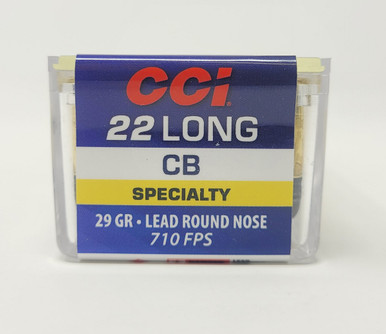 CCI
22 LONG
CB
SPECIALTY
29 GR • LEAD ROUND NOSE
710 FPS